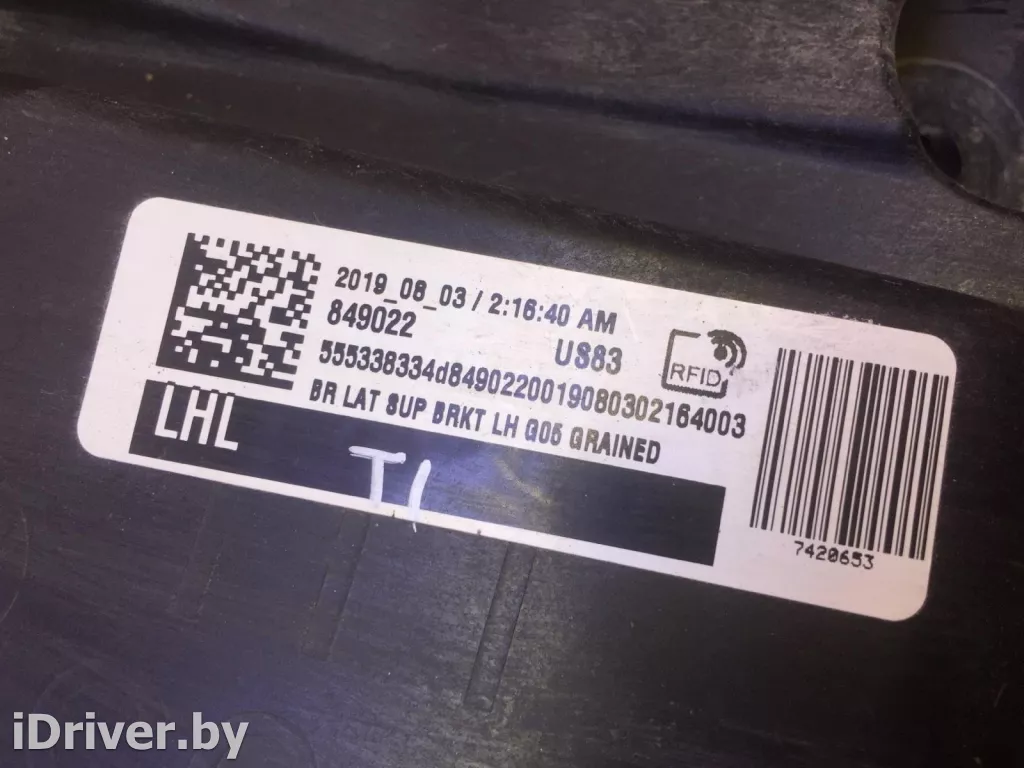 2019_08_03 / 2:16:40 AM
849022
US83
RFID
555338334d8490220019080302164003
BR LAT SUP BRKT LH G05 GRAINED
LHL
T1
7420653
iDriver.by